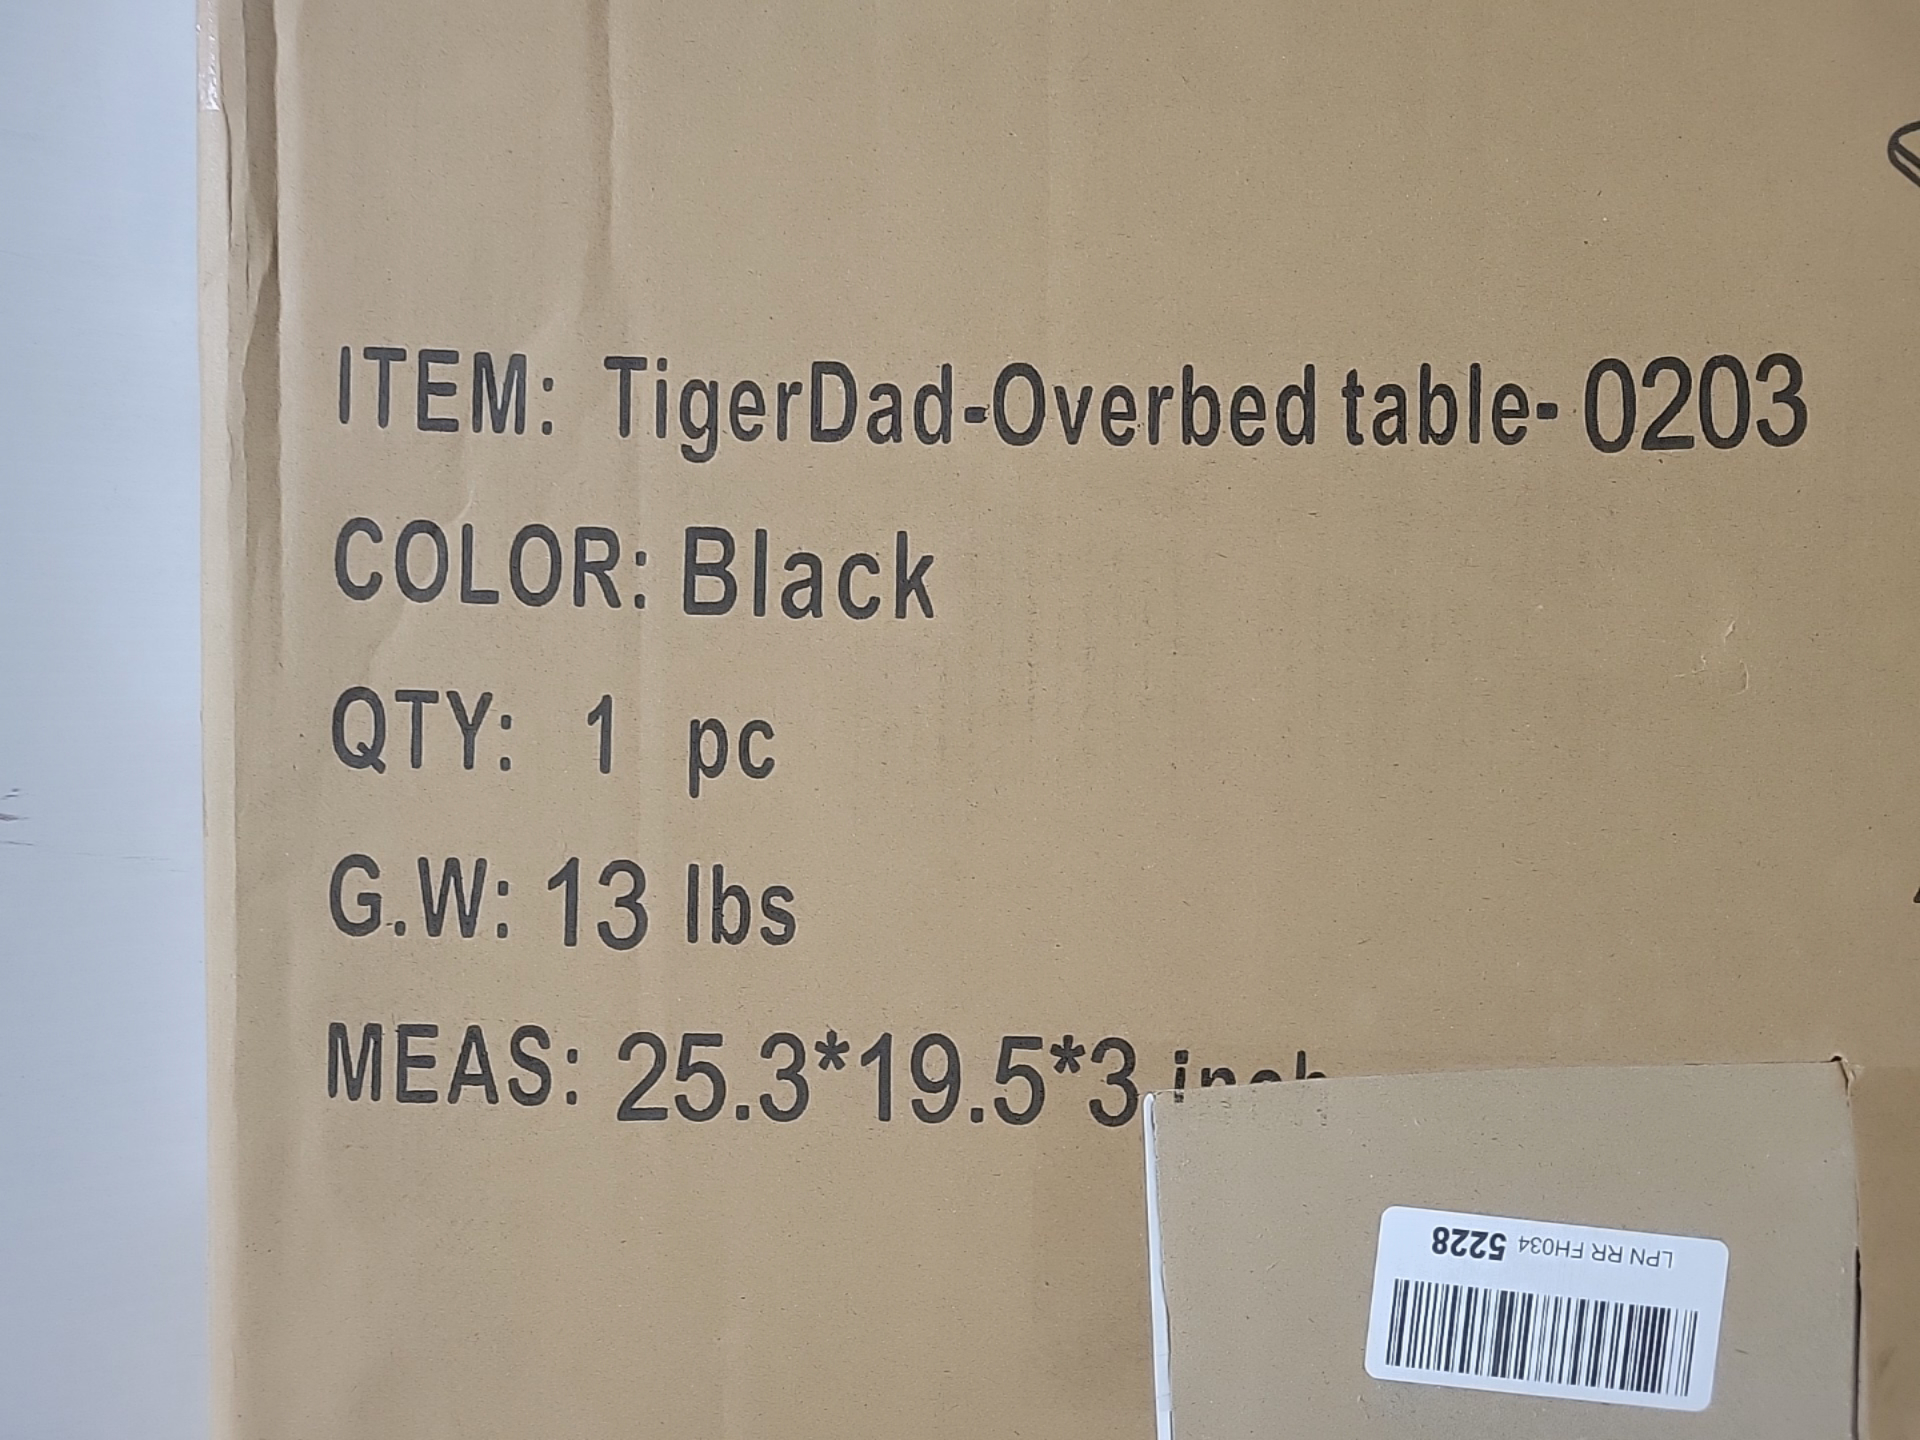 ITEM: TigerDad-Overbed table- 0203
COLOR: Black
QTY: 1 pc
G.W: 13 lbs
MEAS: 25.3*19.5*3 inch
LPN RR FH034 5228